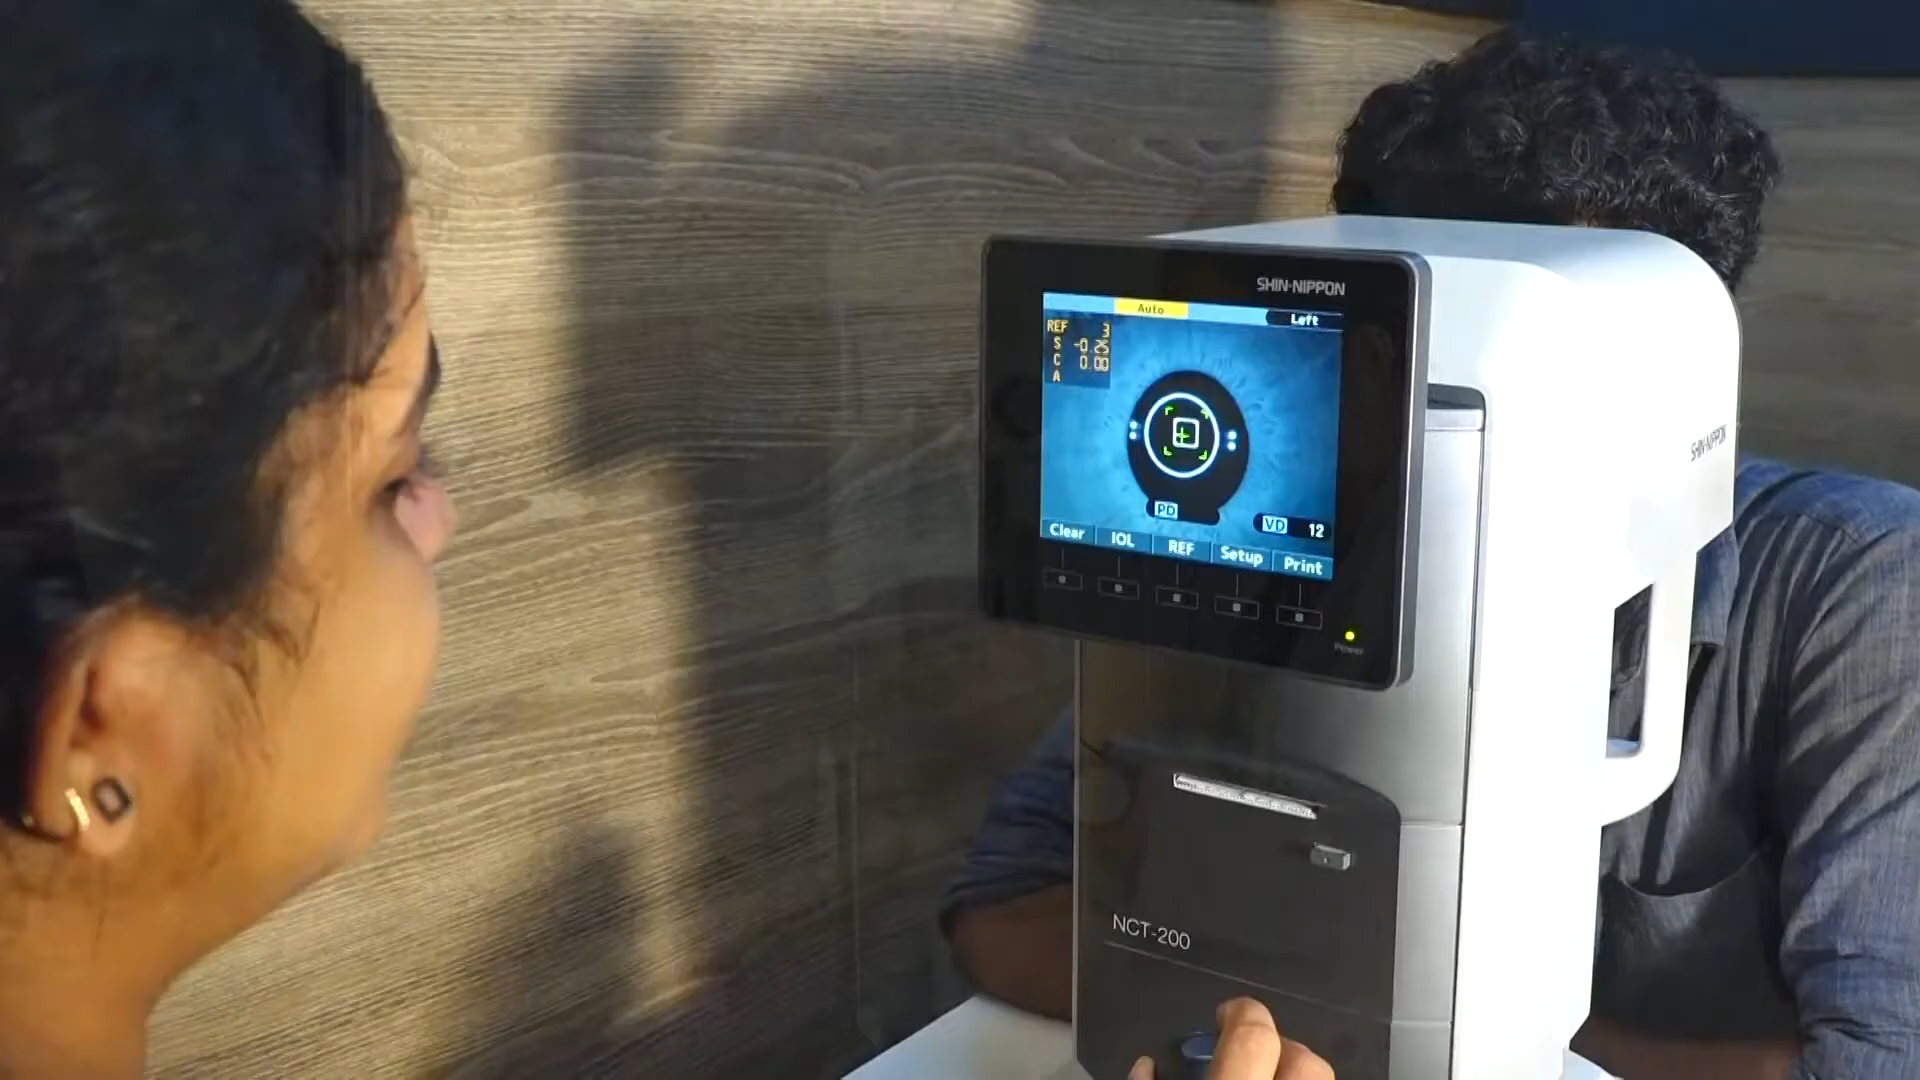 SHIN-NIPPON
Auto
Left
REF 3
S -0.25
C 0.00
A
PD
VD 12
Clear IOL REF Setup Print
Power
SHIN-NIPPON
NCT-200